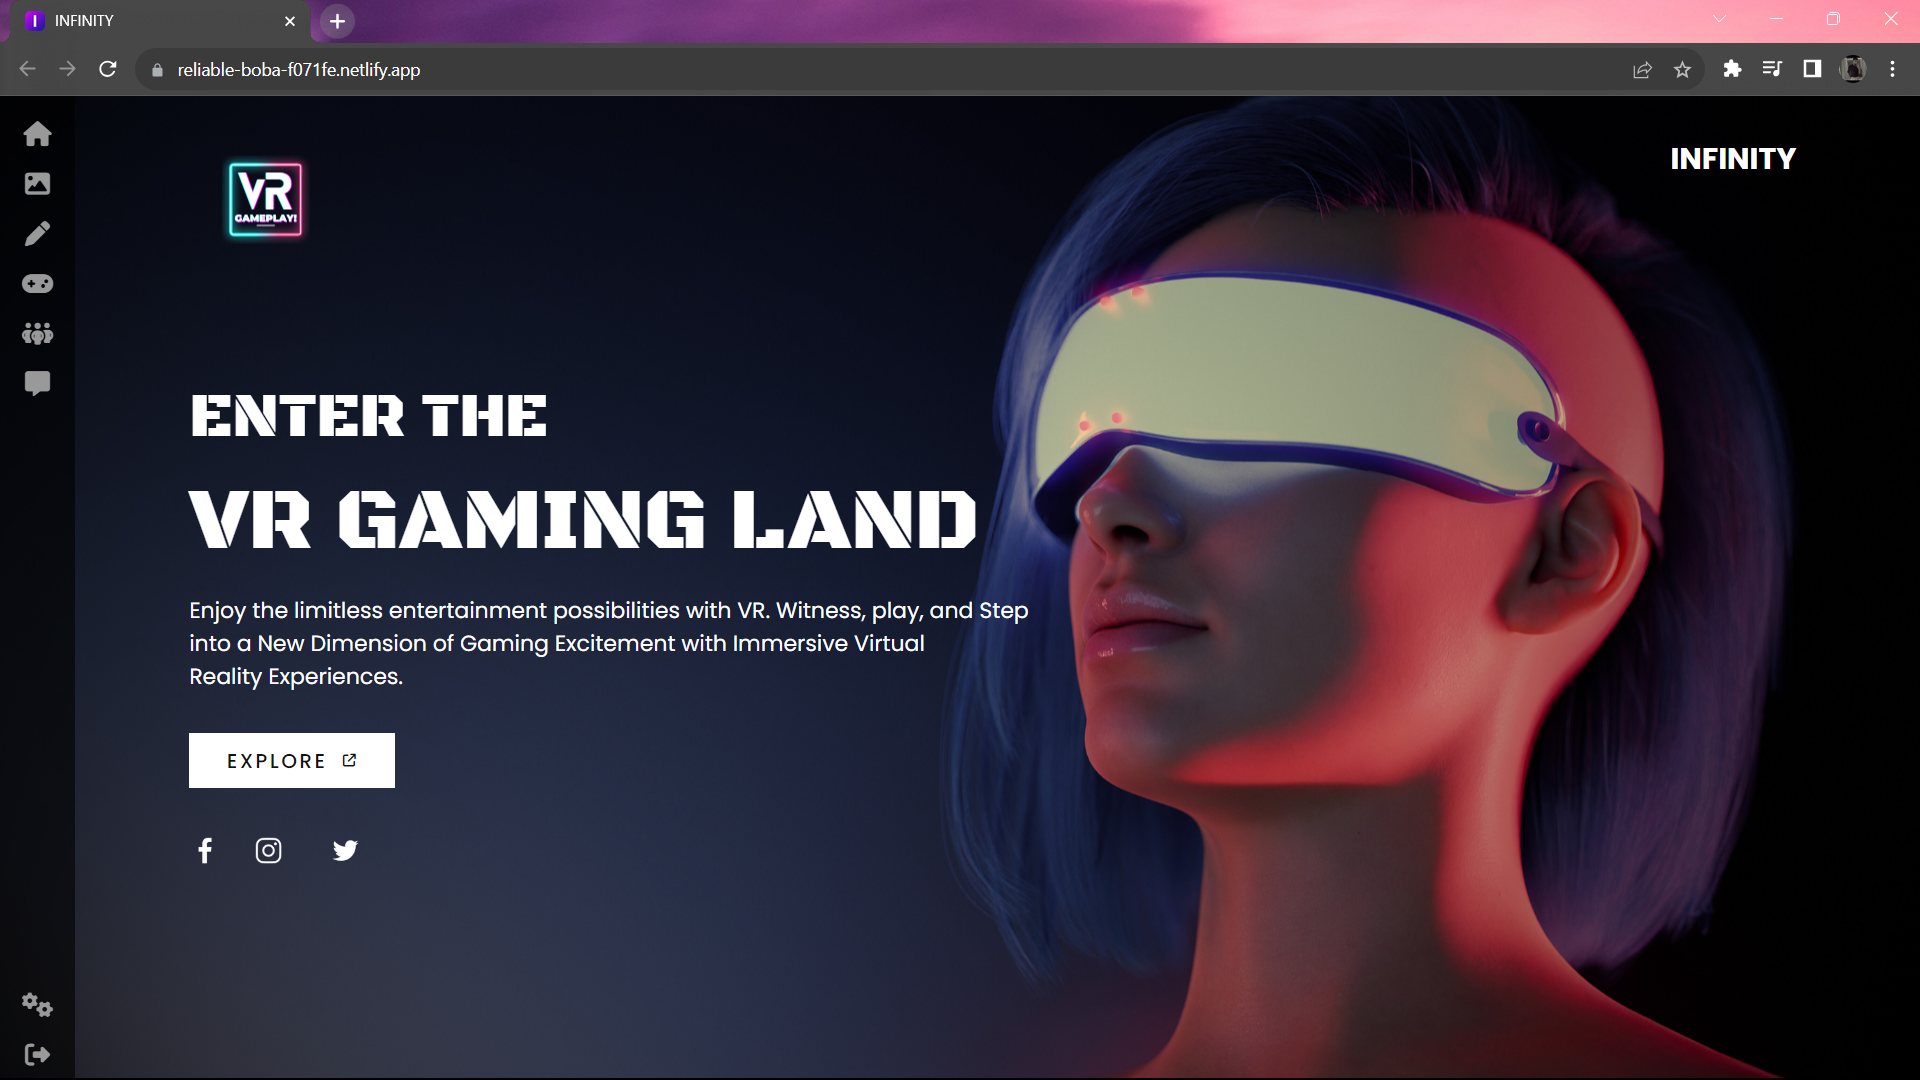 INFINITY
reliable-boba-f071fe.netlify.app
VR
GAMEPLAY!
INFINITY
ENTER THE
VR GAMING LAND
Enjoy the limitless entertainment possibilities with VR. Witness, play, and Step
into a New Dimension of Gaming Excitement with Immersive Virtual
Reality Experiences.
EXPLORE